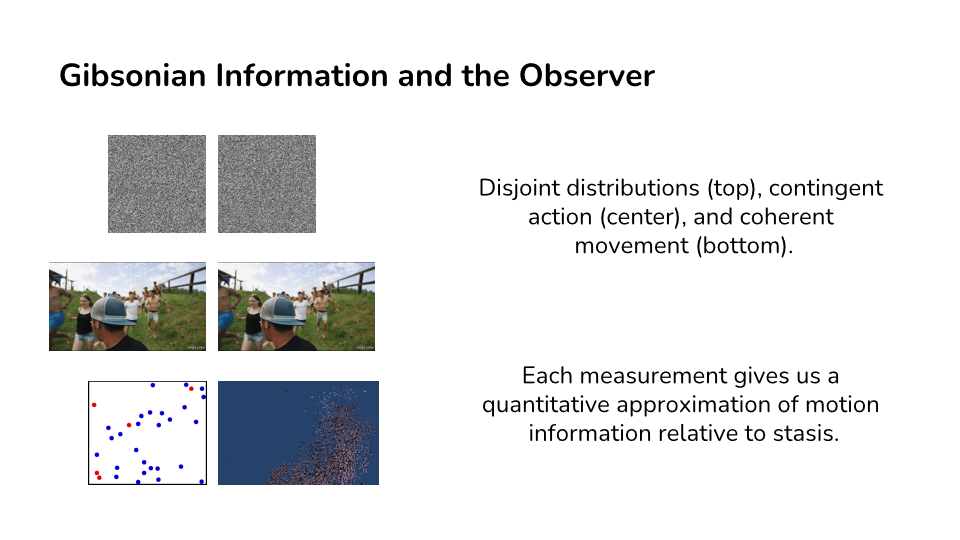 Gibsonian Information and the Observer
Disjoint distributions (top), contingent
action (center), and coherent
movement (bottom).
Each measurement gives us a
quantitative approximation of motion
information relative to stasis.